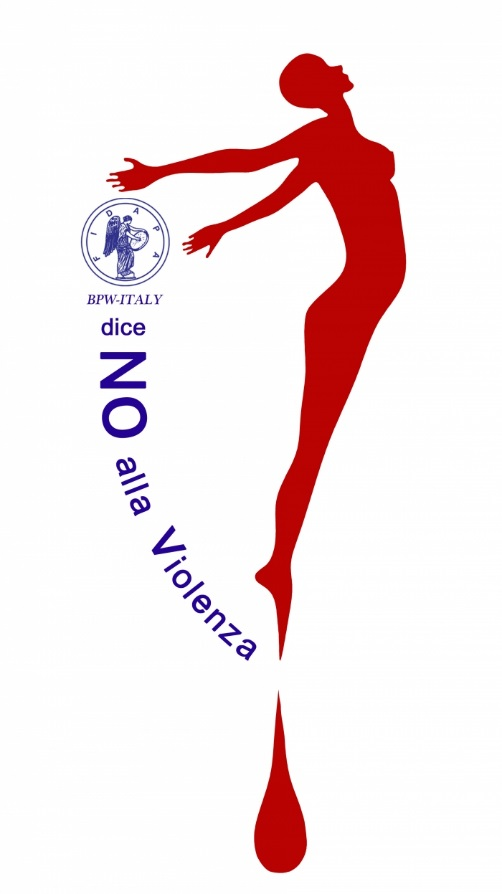 FIDAPA
BPW-ITALY
dice
NO
alla
Violenza